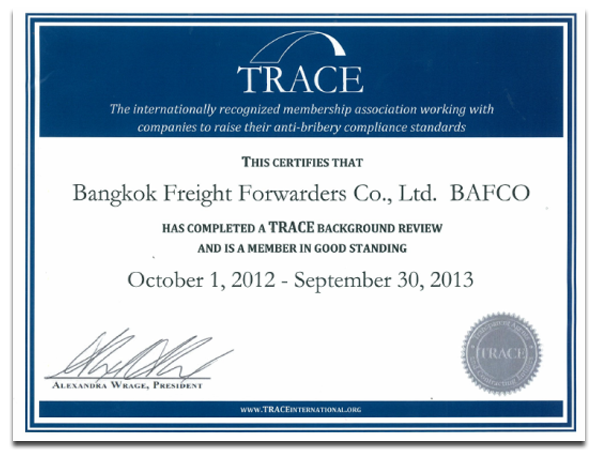 TRACE
The internationally recognized membership association working with
companies to raise their anti-bribery compliance standards
THIS CERTIFIES THAT
Bangkok Freight Forwarders Co., Ltd. BAFCO
HAS COMPLETED A TRACE BACKGROUND REVIEW
AND IS A MEMBER IN GOOD STANDING
October 1, 2012 - September 30, 2013
TRACE
ALEXANDRA WRAGE, PRESIDENT
WWW.TRACEINTERNATIONAL.ORG